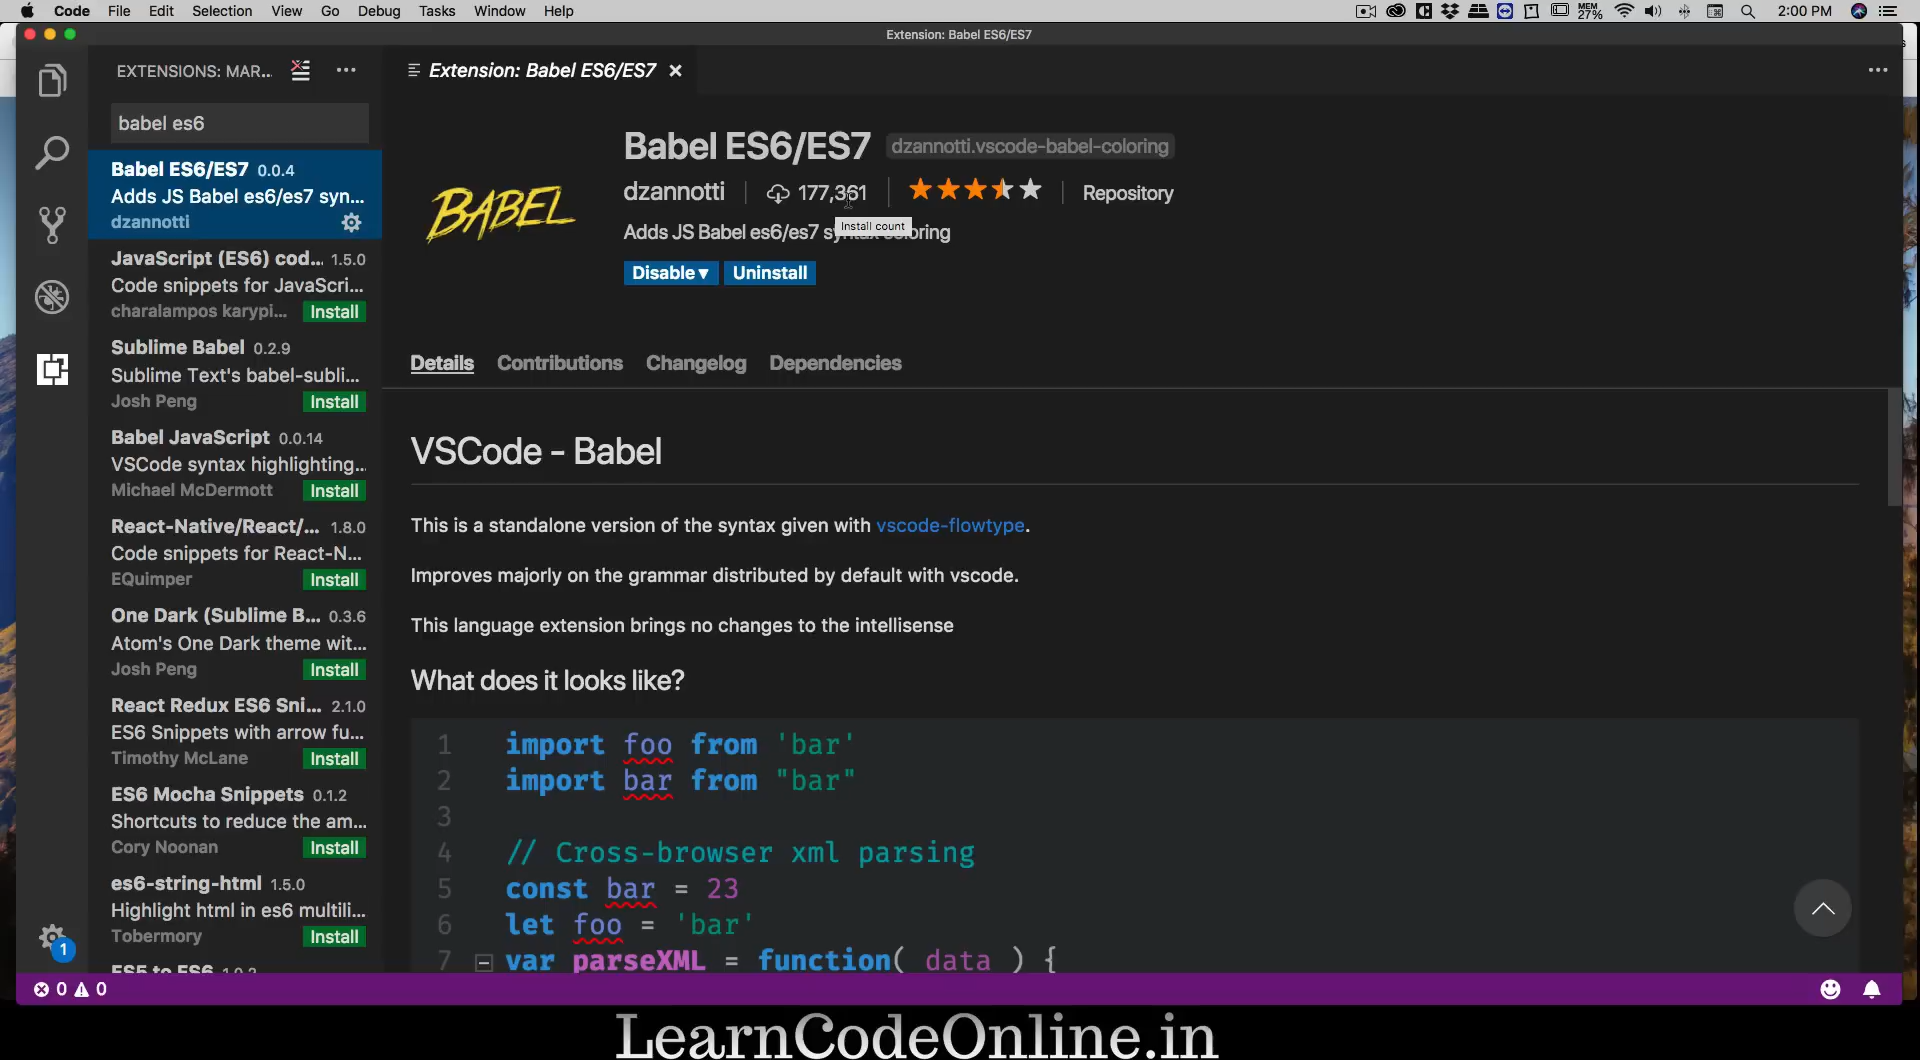 Code File Edit Selection View Go Debug Tasks Window Help
MEM 27% 2:00 PM
Extension: Babel ES6/ES7
EXTENSIONS: MAR...
Extension: Babel ES6/ES7
babel es6
Babel ES6/ES7 0.0.4
Adds JS Babel es6/es7 syn...
dzannotti
JavaScript (ES6) cod... 1.5.0
Code snippets for JavaScri...
charalampos karypi... Install
Sublime Babel 0.2.9
Sublime Text's babel-subli...
Josh Peng Install
Babel JavaScript 0.0.14
VSCode syntax highlighting...
Michael McDermott Install
React-Native/React/... 1.8.0
Code snippets for React-N...
EQuimper Install
One Dark (Sublime B... 0.3.6
Atom's One Dark theme wit...
Josh Peng Install
React Redux ES6 Sni... 2.1.0
ES6 Snippets with arrow fu...
Timothy McLane Install
ES6 Mocha Snippets 0.1.2
Shortcuts to reduce the am...
Cory Noonan Install
es6-string-html 1.5.0
Highlight html in es6 multili...
Tobermory Install
ES5 to ES6 1.0.2
1
BABEL
Babel ES6/ES7 dzannotti.vscode-babel-coloring
dzannotti 177,361 Repository
Install count
Adds JS Babel es6/es7 syntax coloring
Disable▾ Uninstall
Details Contributions Changelog Dependencies
VSCode - Babel
This is a standalone version of the syntax given with vscode-flowtype.
Improves majorly on the grammar distributed by default with vscode.
This language extension brings no changes to the intellisense
What does it looks like?
1 import foo from 'bar'
2 import bar from "bar"
3
4 // Cross-browser xml parsing
5 const bar = 23
6 let foo = 'bar'
7 var parseXML = function( data ) {
0 0
LearnCodeOnline.in